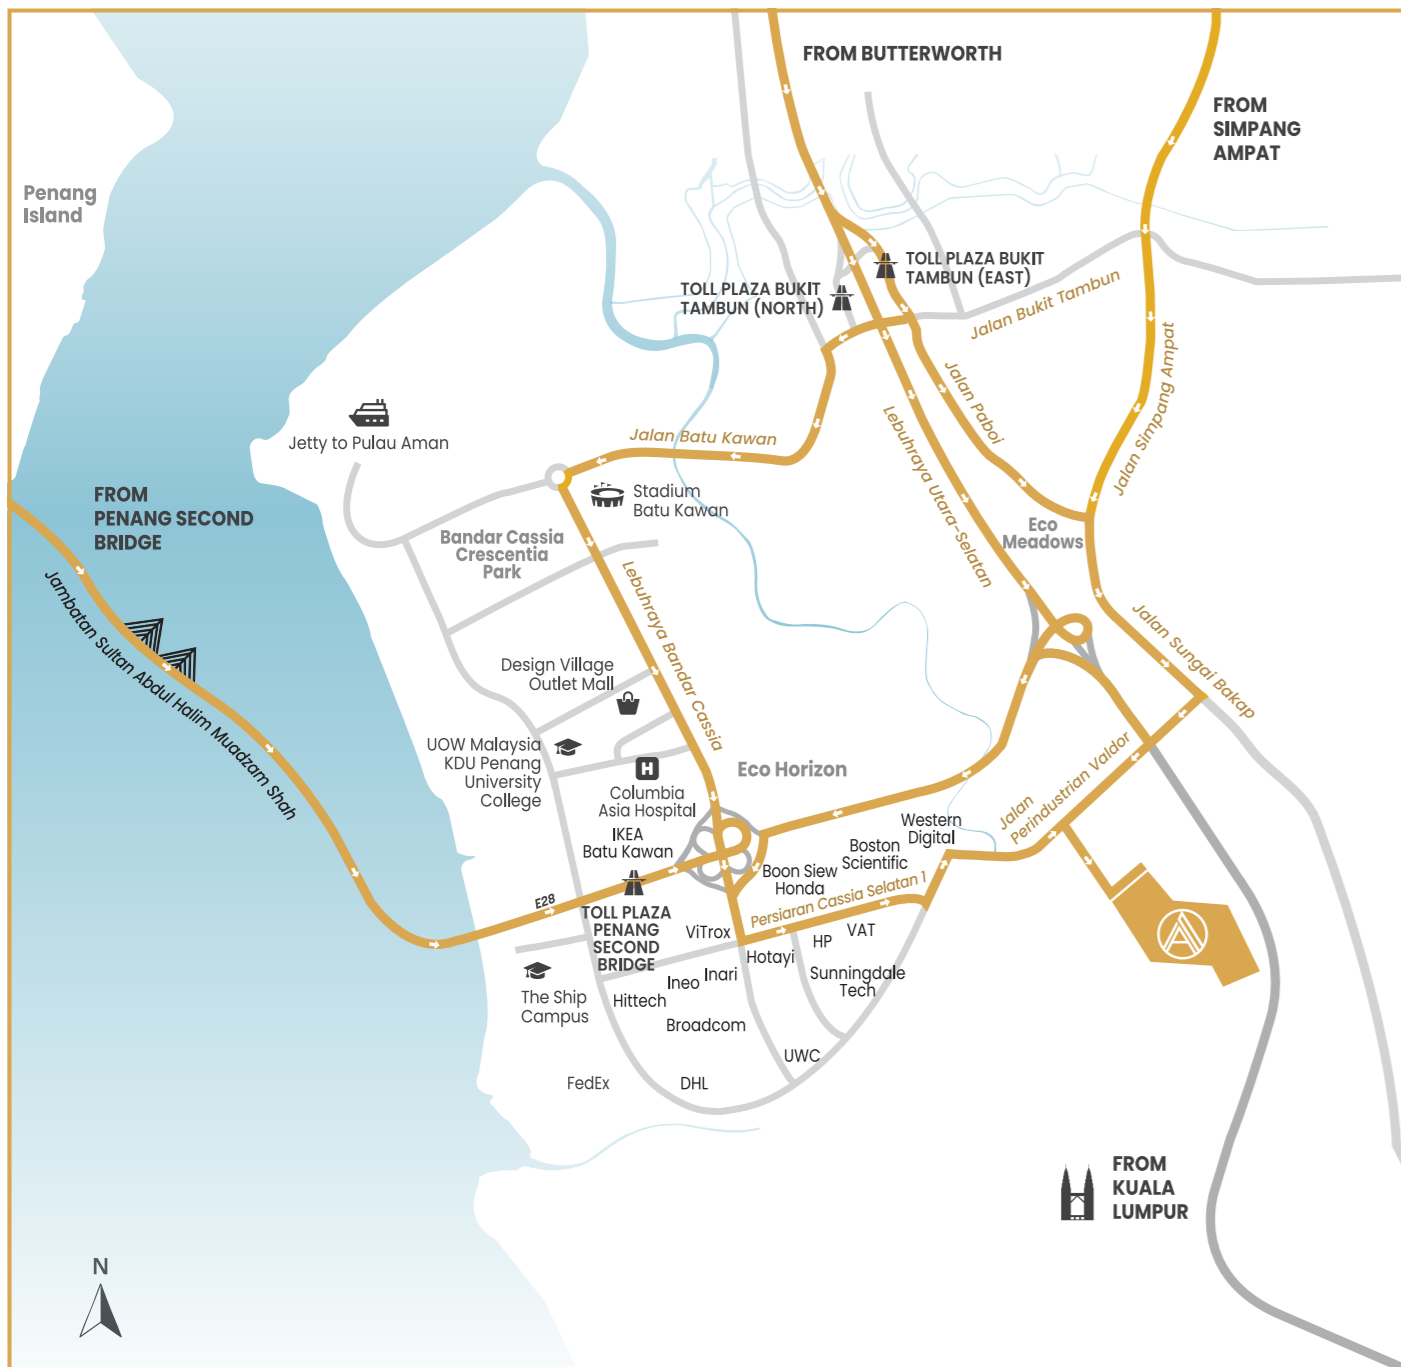 FROM BUTTERWORTH
FROM
SIMPANG
AMPAT
Penang
Island
TOLL PLAZA BUKIT
TAMBUN (EAST)
TOLL PLAZA BUKIT
TAMBUN (NORTH)
Jalan Bukit Tambun
Jalan Simpang Ampat
Jalan Paboi
Lebuhraya Utara-Selatan
Jetty to Pulau Aman
Jalan Batu Kawan
FROM
PENANG SECOND
BRIDGE
Stadium
Batu Kawan
Bandar Cassia
Crescentia
Park
Eco
Meadows
Jambatan Sultan Abdul Halim Muadzam Shah
Lebuhraya Bandar Cassia
Jalan Sungai Bakap
Design Village
Outlet Mall
UOW Malaysia
KDU Penang
University
College
H
Columbia
Asia Hospital
Eco Horizon
Jalan
Perindustrian Valdor
IKEA
Batu Kawan
Western
Digital
Boston
Scientific
Boon Siew
Honda
Persiaran Cassia Selatan 1
E28
TOLL PLAZA
PENANG
SECOND
BRIDGE
ViTrox
Hotayi
HP
VAT
Inari
Ineo
Hittech
Sunningdale
Tech
The Ship
Campus
Broadcom
UWC
FedEx
DHL
FROM
KUALA
LUMPUR
N